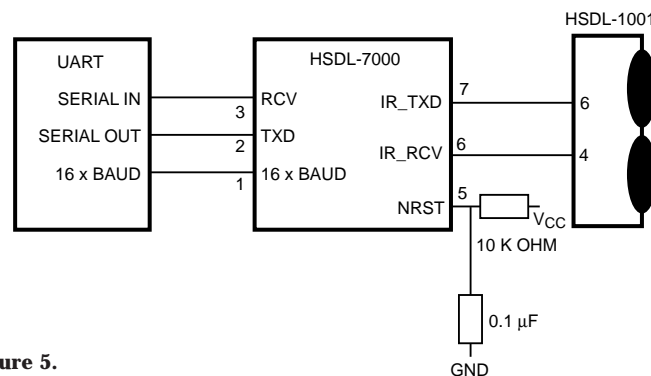 HSDL-1001
UART
HSDL-7000
SERIAL IN
3
RCV
IR_TXD
7
6
SERIAL OUT
2
TXD
IR_RCV
6
4
16 x BAUD
1
16 x BAUD
NRST
5
VCC
10 K OHM
0.1 µF
GND
ure 5.